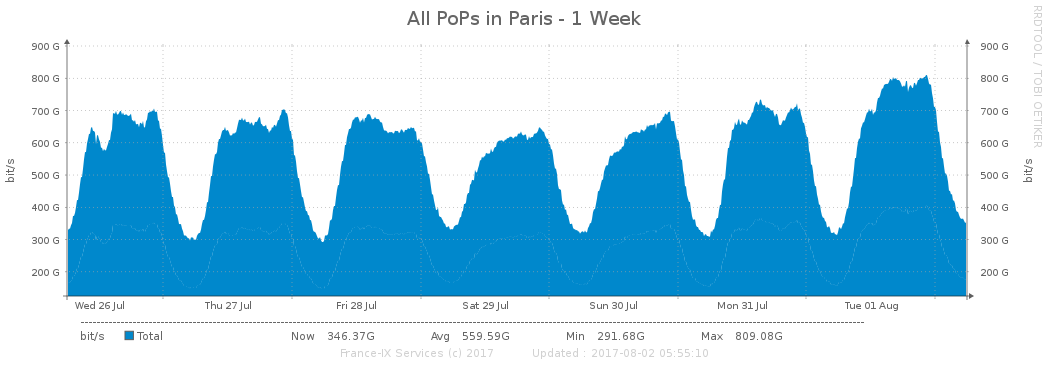 All PoPs in Paris - 1 Week
RRDTOOL / TOBI OETIKER
bit/s
900 G
800 G
700 G
600 G
500 G
400 G
300 G
200 G
900 G
800 G
700 G
600 G
500 G
400 G
300 G
200 G
bit/s
Wed 26 Jul Thu 27 Jul Fri 28 Jul Sat 29 Jul Sun 30 Jul Mon 31 Jul Tue 01 Aug
bit/s Total Now 346.37G Avg 559.59G Min 291.68G Max 809.08G
France-IX Services (c) 2017 Updated : 2017-08-02 05:55:10